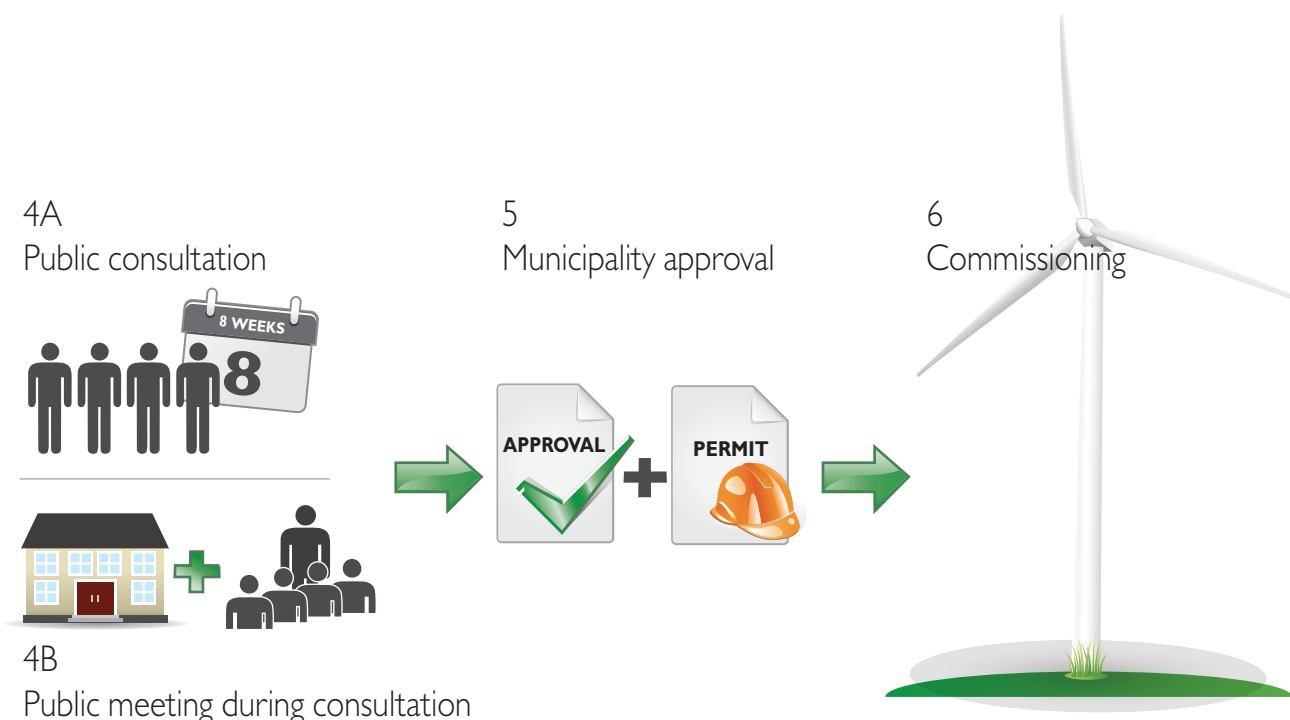 4A
Public consultation
8 WEEKS
8
4B
Public meeting during consultation
5
Municipality approval
APPROVAL
PERMIT
6
Commissioning